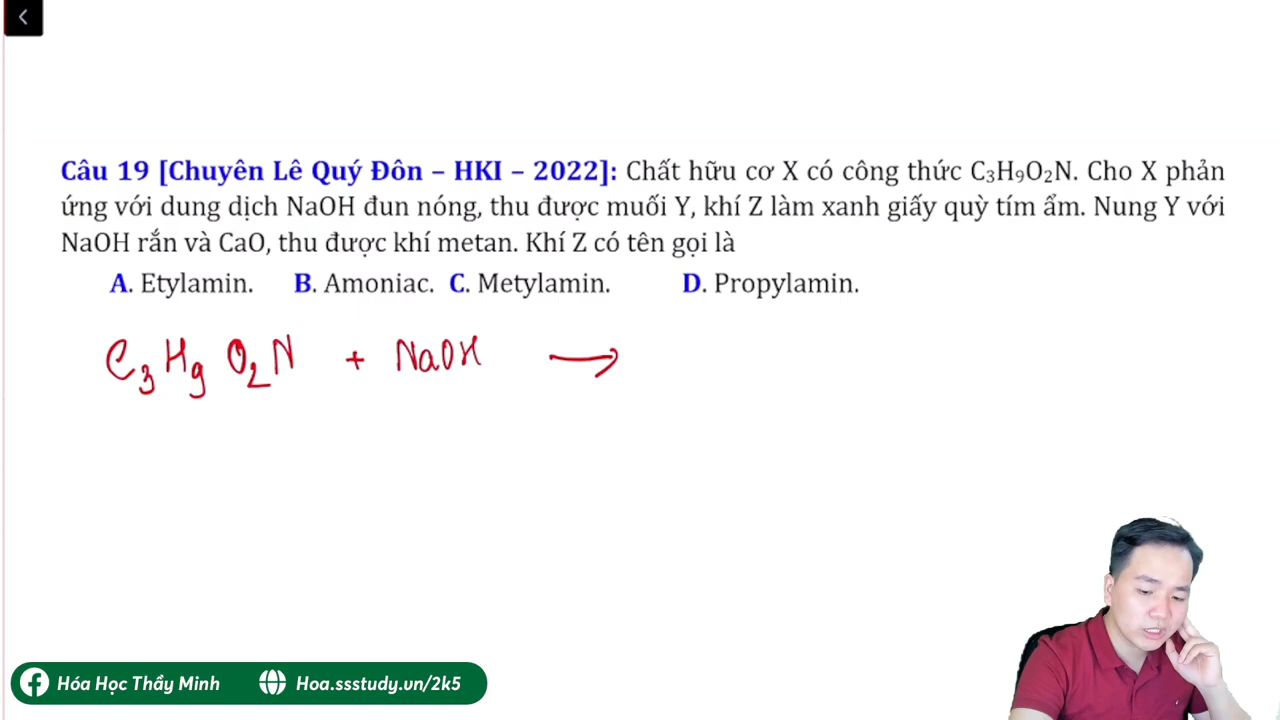 Câu 19 [Chuyên Lê Quý Đôn – HKI – 2022]: Chất hữu cơ X có công thức C₃H₉O₂N. Cho X phản
ứng với dung dịch NaOH đun nóng, thu được muối Y, khí Z làm xanh giấy quỳ tím ẩm. Nung Y với
NaOH rắn và CaO, thu được khí metan. Khí Z có tên gọi là
A. Etylamin. B. Amoniac. C. Metylamin. D. Propylamin.
C₃H₉O₂N + NaOH →
Hóa Học Thầy Minh Hoa.ssstudy.vn/2k5